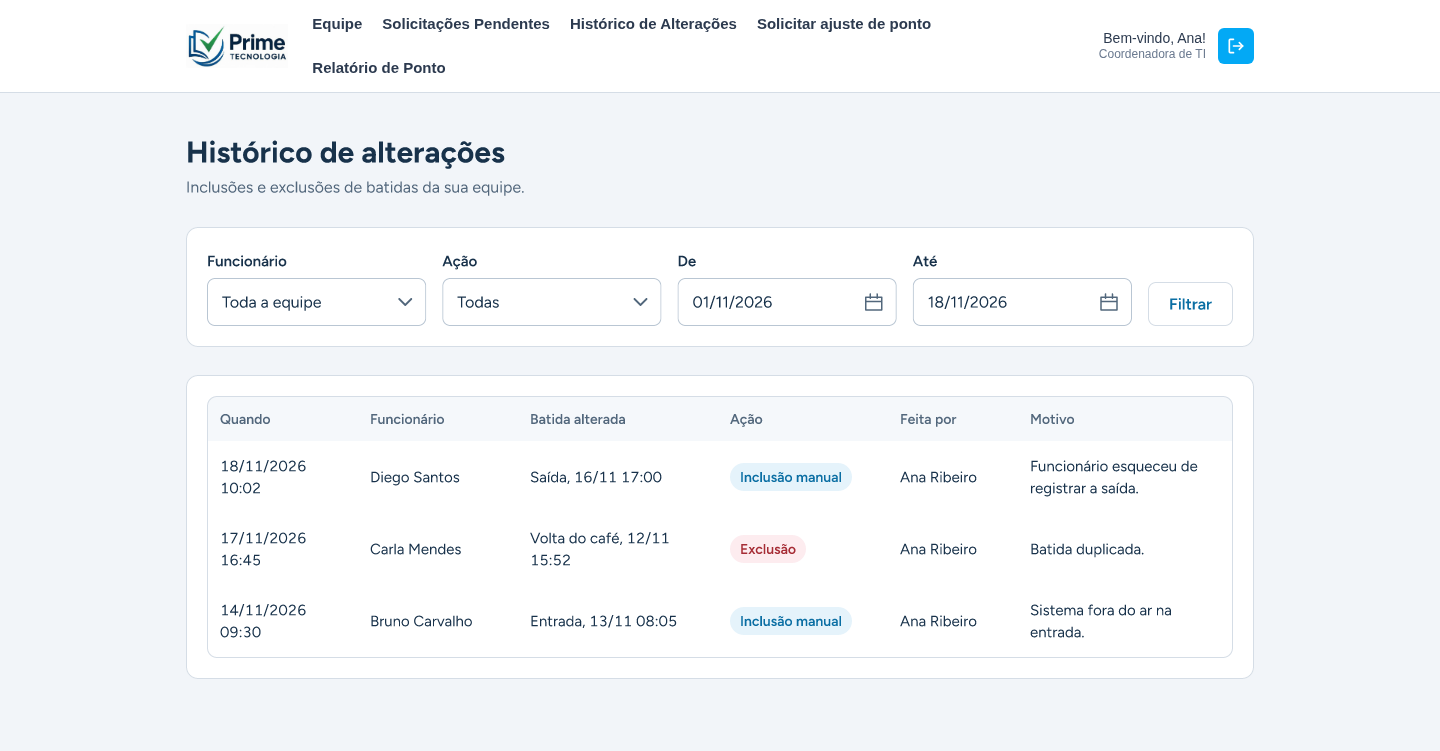 Prime
TECNOLOGIA
Equipe Solicitações Pendentes Histórico de Alterações Solicitar ajuste de ponto
Relatório de Ponto
Bem-vindo, Ana!
Coordenadora de TI
Histórico de alterações
Inclusões e exclusões de batidas da sua equipe.
Funcionário Ação De Até
Toda a equipe Todas 01/11/2026 18/11/2026 Filtrar
Quando Funcionário Batida alterada Ação Feita por Motivo
18/11/2026
10:02
Diego Santos
Saída, 16/11 17:00
Inclusão manual
Ana Ribeiro
Funcionário esqueceu de
registrar a saída.
17/11/2026
16:45
Carla Mendes
Volta do café, 12/11
15:52
Exclusão
Ana Ribeiro
Batida duplicada.
14/11/2026
09:30
Bruno Carvalho
Entrada, 13/11 08:05
Inclusão manual
Ana Ribeiro
Sistema fora do ar na
entrada.